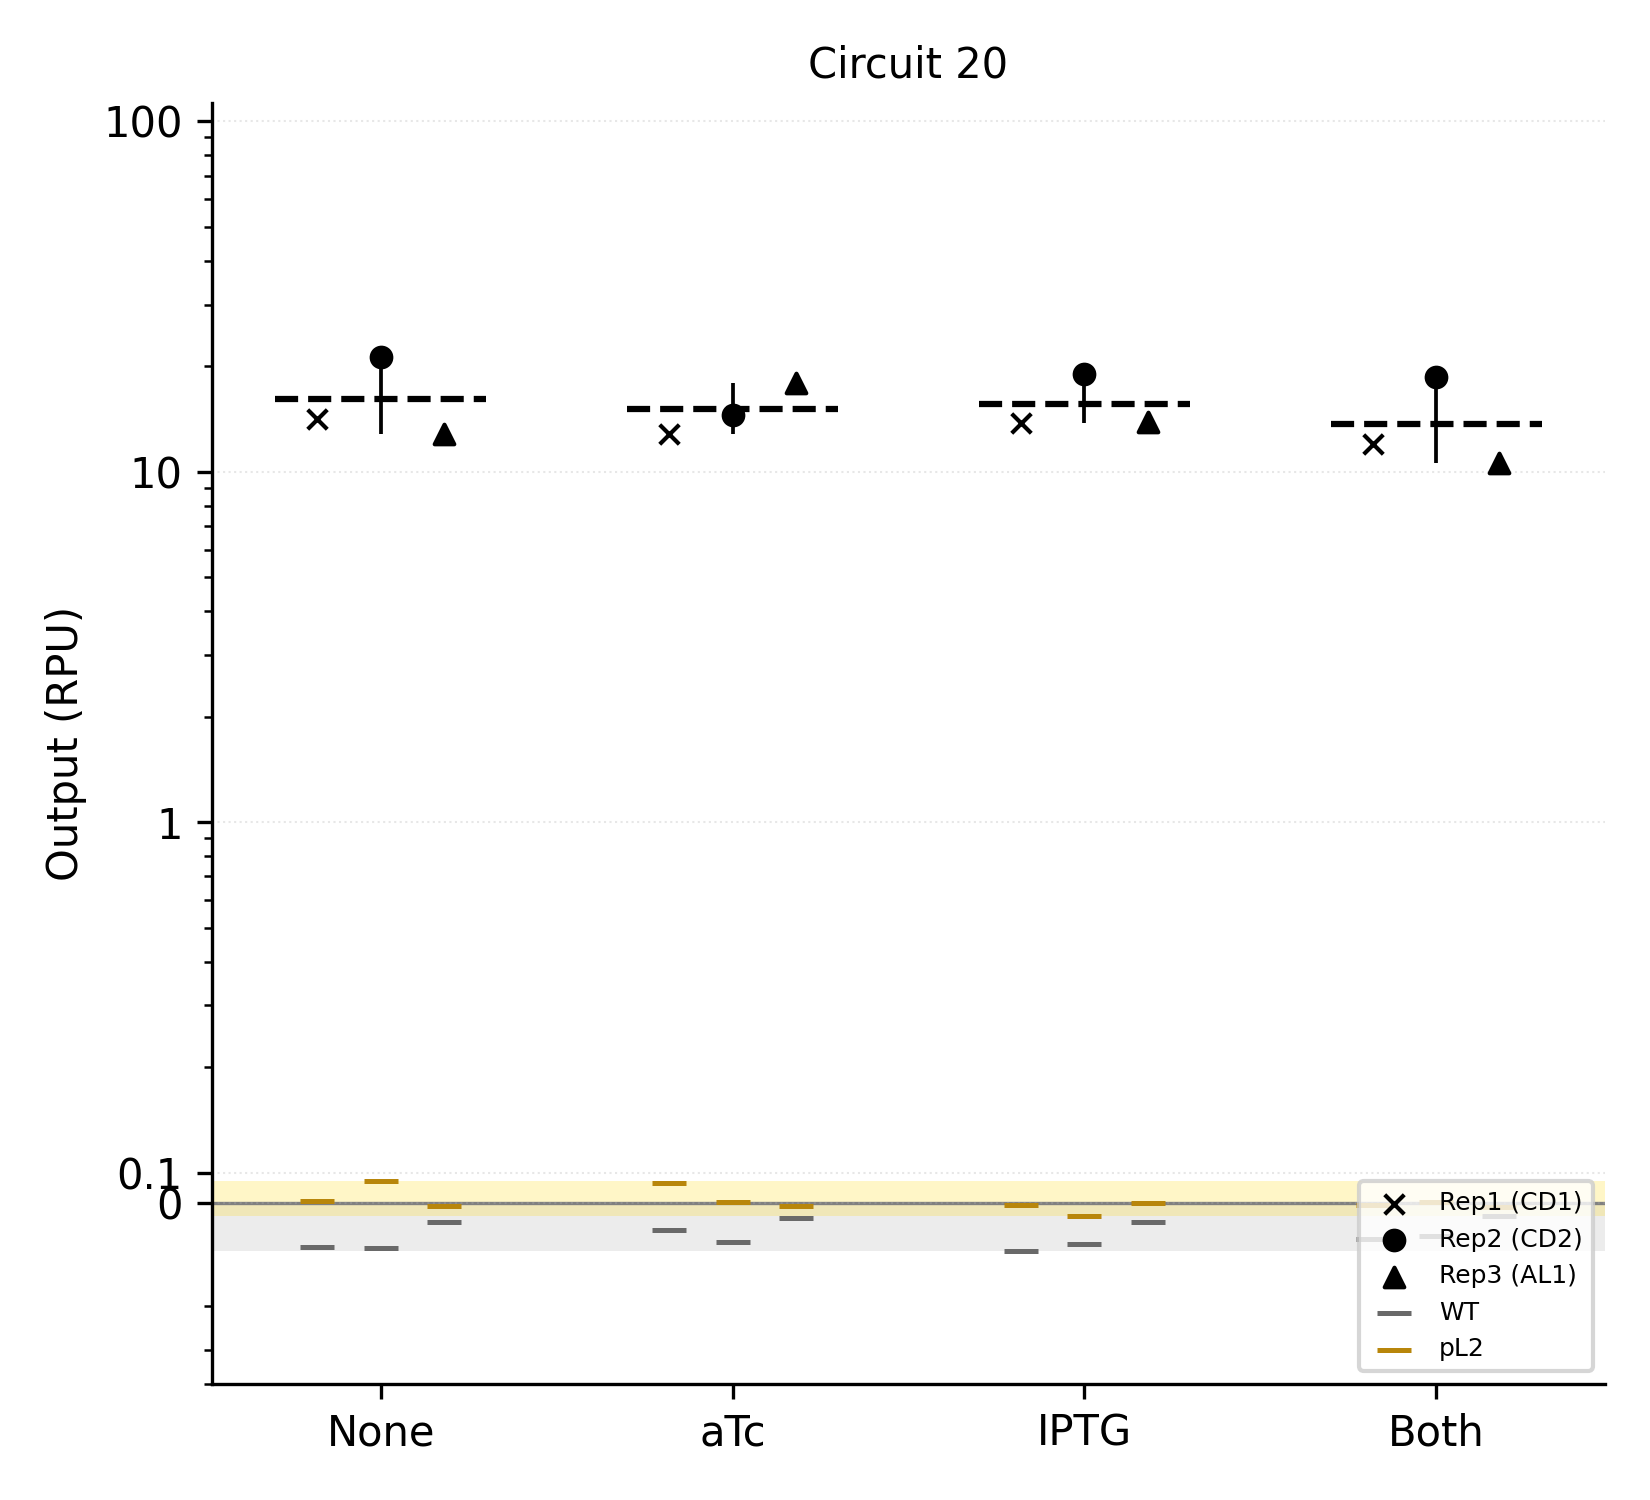 Circuit 20
100
10
1
0.1
0
Output (RPU)
None
aTc
IPTG
Both
Rep1 (CD1)
Rep2 (CD2)
Rep3 (AL1)
WT
pL2